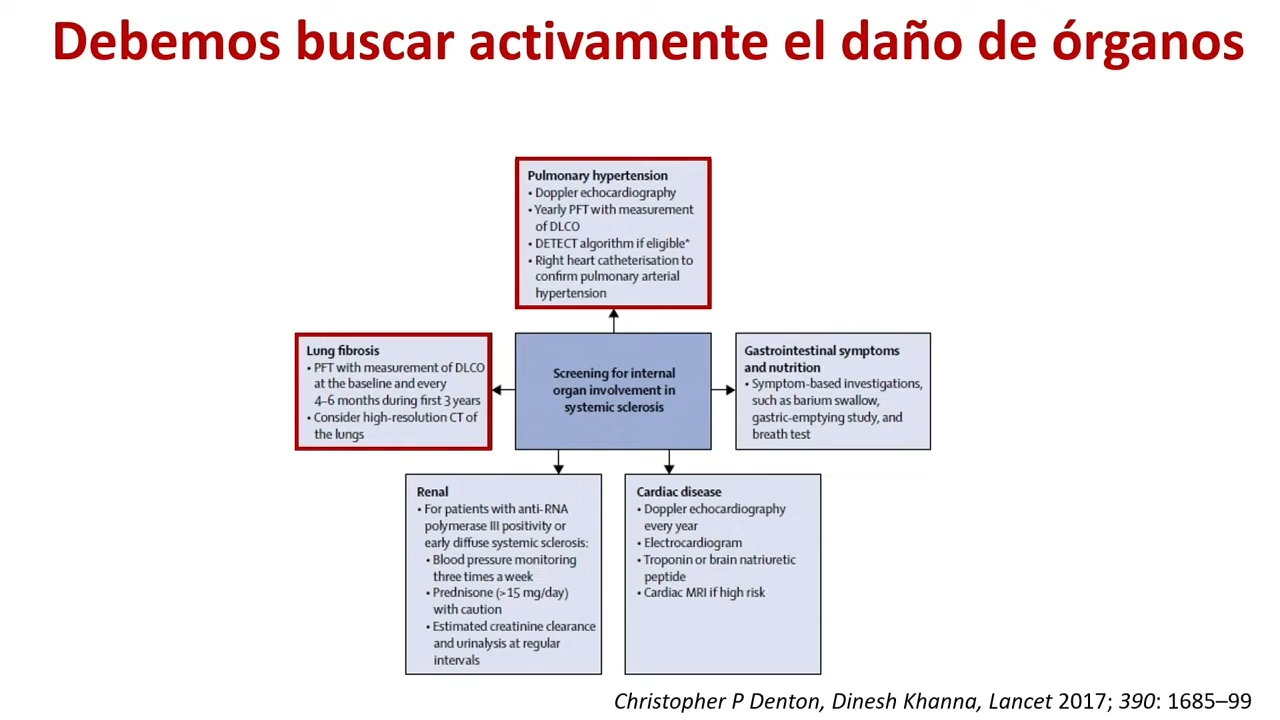 Debemos buscar activamente el daño de órganos
Pulmonary hypertension
• Doppler echocardiography
• Yearly PFT with measurement
of DLCO
• DETECT algorithm if eligible*
• Right heart catheterisation to
confirm pulmonary arterial
hypertension
Lung fibrosis
• PFT with measurement of DLCO
at the baseline and every
4–6 months during first 3 years
• Consider high-resolution CT of
the lungs
Screening for internal
organ involvement in
systemic sclerosis
Gastrointestinal symptoms
and nutrition
• Symptom-based investigations,
such as barium swallow,
gastric-emptying study, and
breath test
Renal
• For patients with anti-RNA
polymerase III positivity or
early diffuse systemic sclerosis:
• Blood pressure monitoring
three times a week
• Prednisone (>15 mg/day)
with caution
• Estimated creatinine clearance
and urinalysis at regular
intervals
Cardiac disease
• Doppler echocardiography
every year
• Electrocardiogram
• Troponin or brain natriuretic
peptide
• Cardiac MRI if high risk
Christopher P Denton, Dinesh Khanna, Lancet 2017; 390: 1685–99